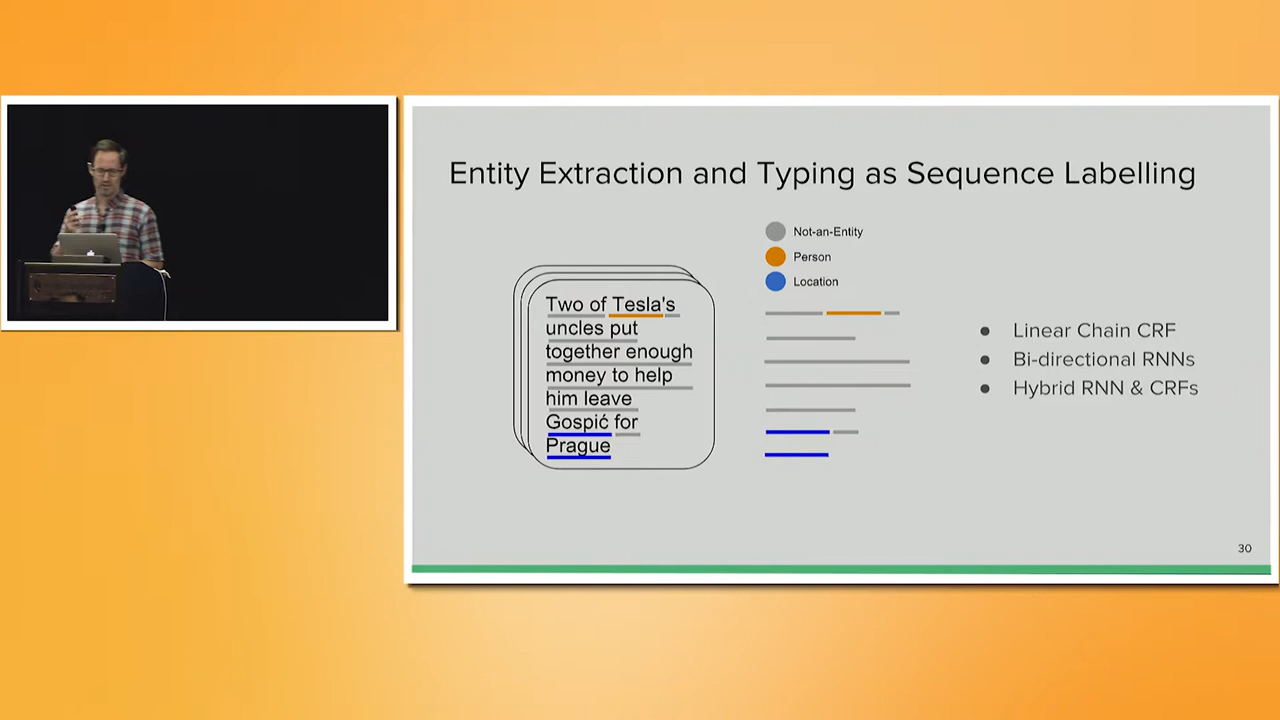 Entity Extraction and Typing as Sequence Labelling
Not-an-Entity
Person
Location
Two of Tesla's
uncles put
together enough
money to help
him leave
Gospić for
Prague
Linear Chain CRF
Bi-directional RNNs
Hybrid RNN & CRFs
30